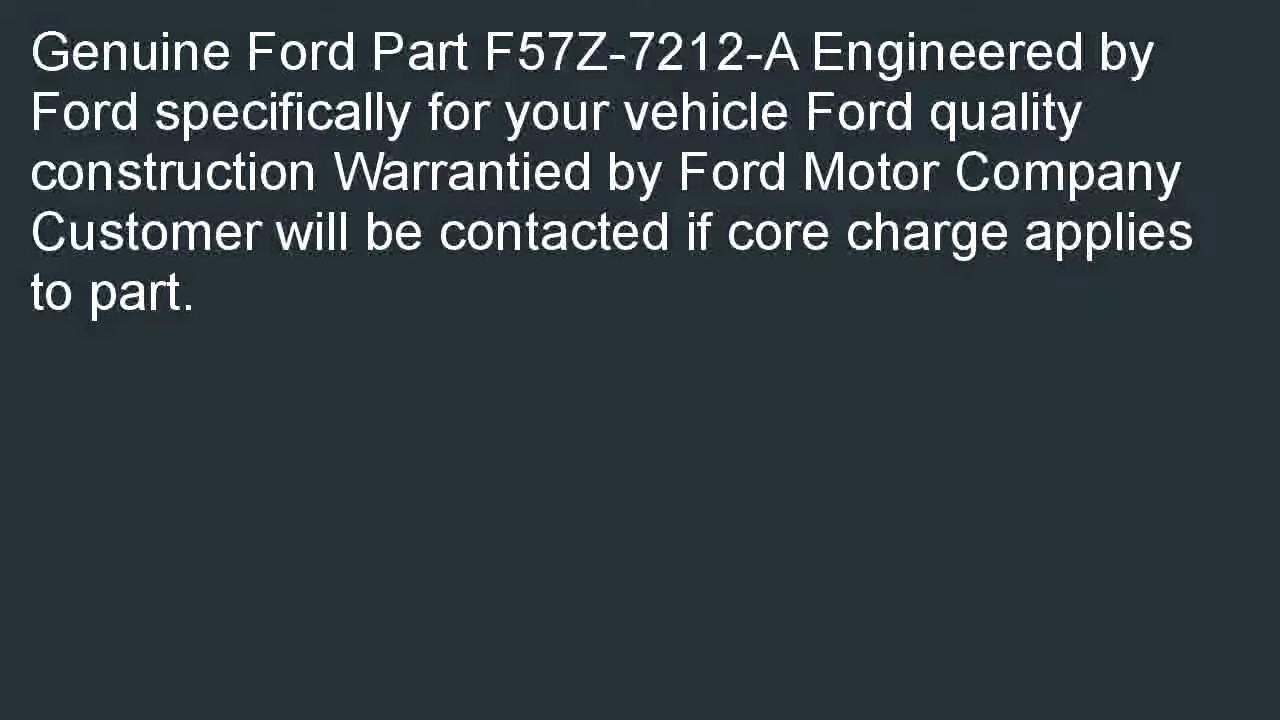 Genuine Ford Part F57Z-7212-A Engineered by
Ford specifically for your vehicle Ford quality
construction Warrantied by Ford Motor Company
Customer will be contacted if core charge applies
to part.